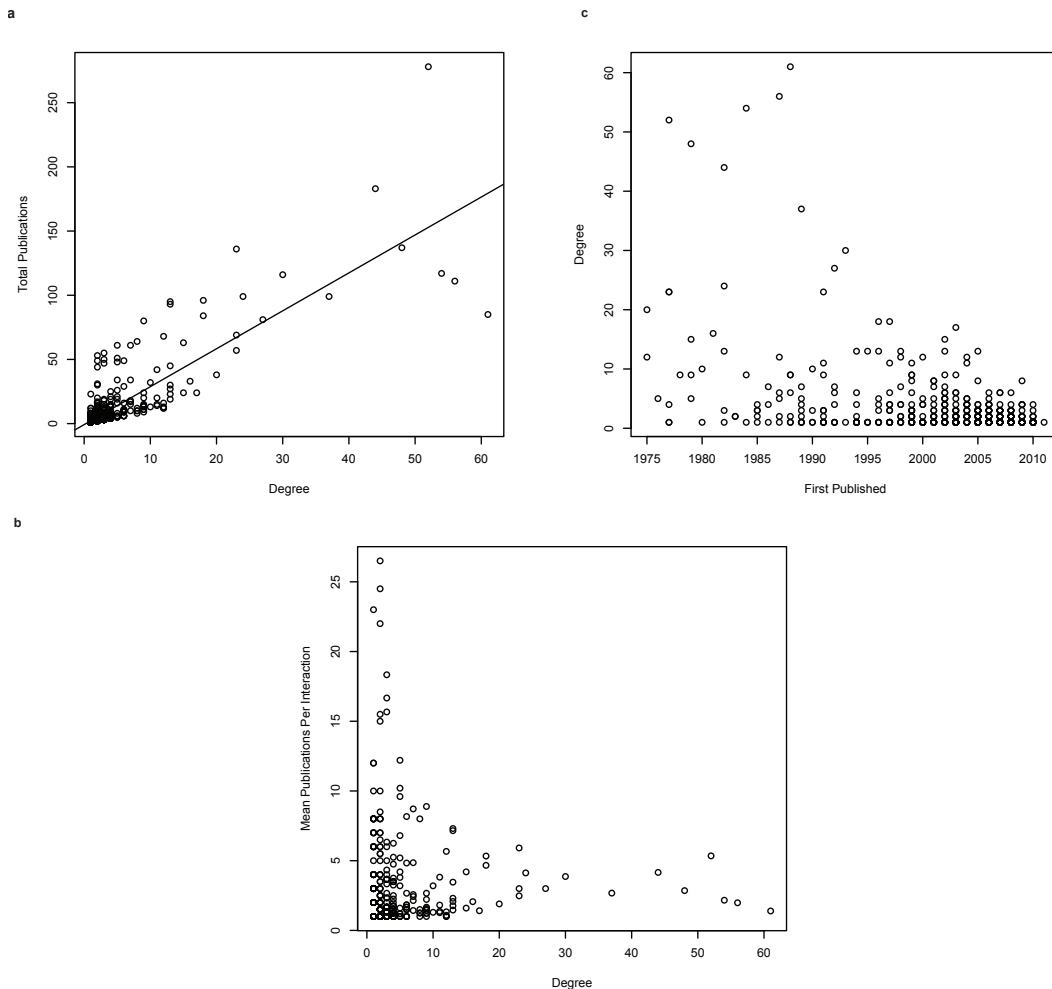 a
Total Publications
0
50
100
150
200
250
0 10 20 30 40 50 60
Degree
c
Degree
0
10
20
30
40
50
60
1975 1980 1985 1990 1995 2000 2005 2010
First Published
b
Mean Publications Per Interaction
0
5
10
15
20
25
0 10 20 30 40 50 60
Degree